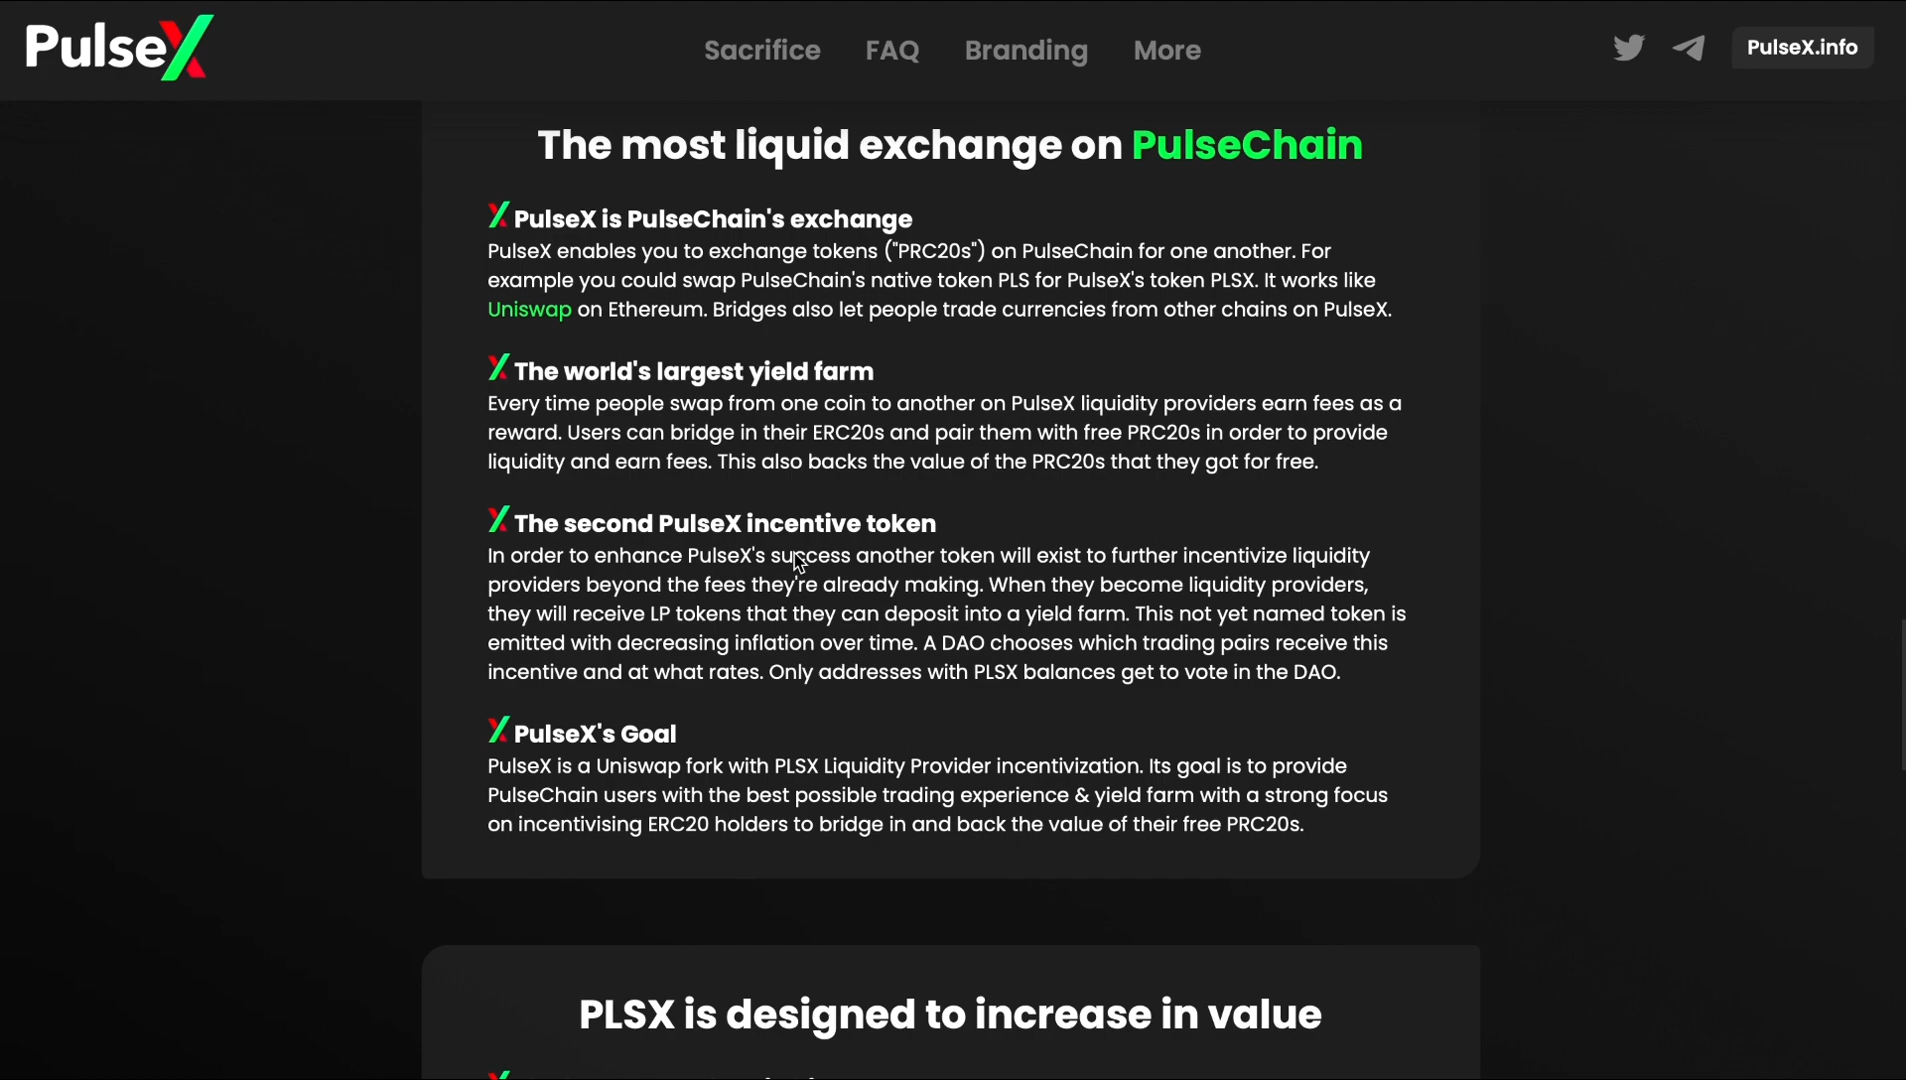 PulseX
Sacrifice FAQ Branding More
PulseX.info
The most liquid exchange on PulseChain
PulseX is PulseChain's exchange
PulseX enables you to exchange tokens ("PRC20s") on PulseChain for one another. For
example you could swap PulseChain's native token PLS for PulseX's token PLSX. It works like
Uniswap on Ethereum. Bridges also let people trade currencies from other chains on PulseX.
The world's largest yield farm
Every time people swap from one coin to another on PulseX liquidity providers earn fees as a
reward. Users can bridge in their ERC20s and pair them with free PRC20s in order to provide
liquidity and earn fees. This also backs the value of the PRC20s that they got for free.
The second PulseX incentive token
In order to enhance PulseX's success another token will exist to further incentivize liquidity
providers beyond the fees they're already making. When they become liquidity providers,
they will receive LP tokens that they can deposit into a yield farm. This not yet named token is
emitted with decreasing inflation over time. A DAO chooses which trading pairs receive this
incentive and at what rates. Only addresses with PLSX balances get to vote in the DAO.
PulseX's Goal
PulseX is a Uniswap fork with PLSX Liquidity Provider incentivization. Its goal is to provide
PulseChain users with the best possible trading experience & yield farm with a strong focus
on incentivising ERC20 holders to bridge in and back the value of their free PRC20s.
PLSX is designed to increase in value